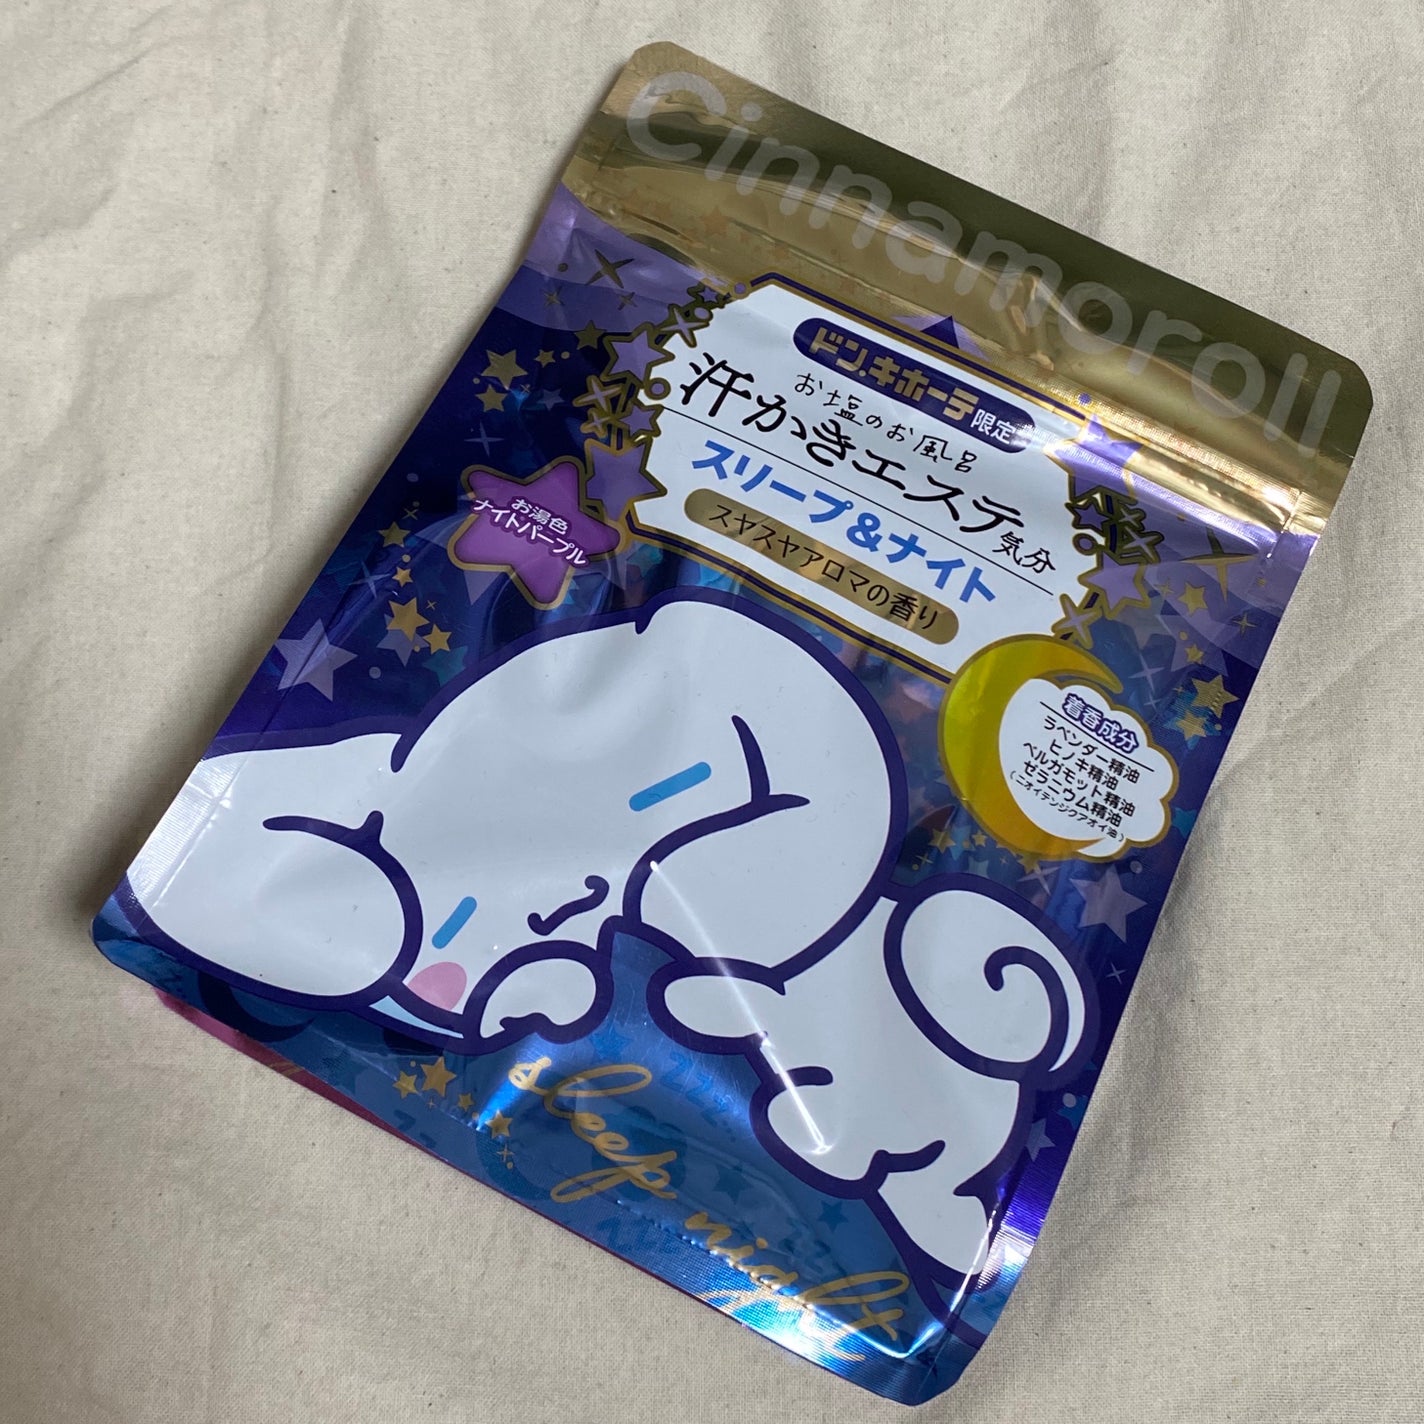 Cinnamoroll
ドン.キホーテ限定
お塩のお風呂
汗かきエステ気分
スリープ&ナイト
スヤスヤアロマの香り
お湯色
ナイトパープル
着香成分
ラベンダー精油
ヒノキ精油
ベルガモット精油
ゼラニウム精油
(ニオイテンジクアオイ油)
zzz...
sleep night
zzz
zz